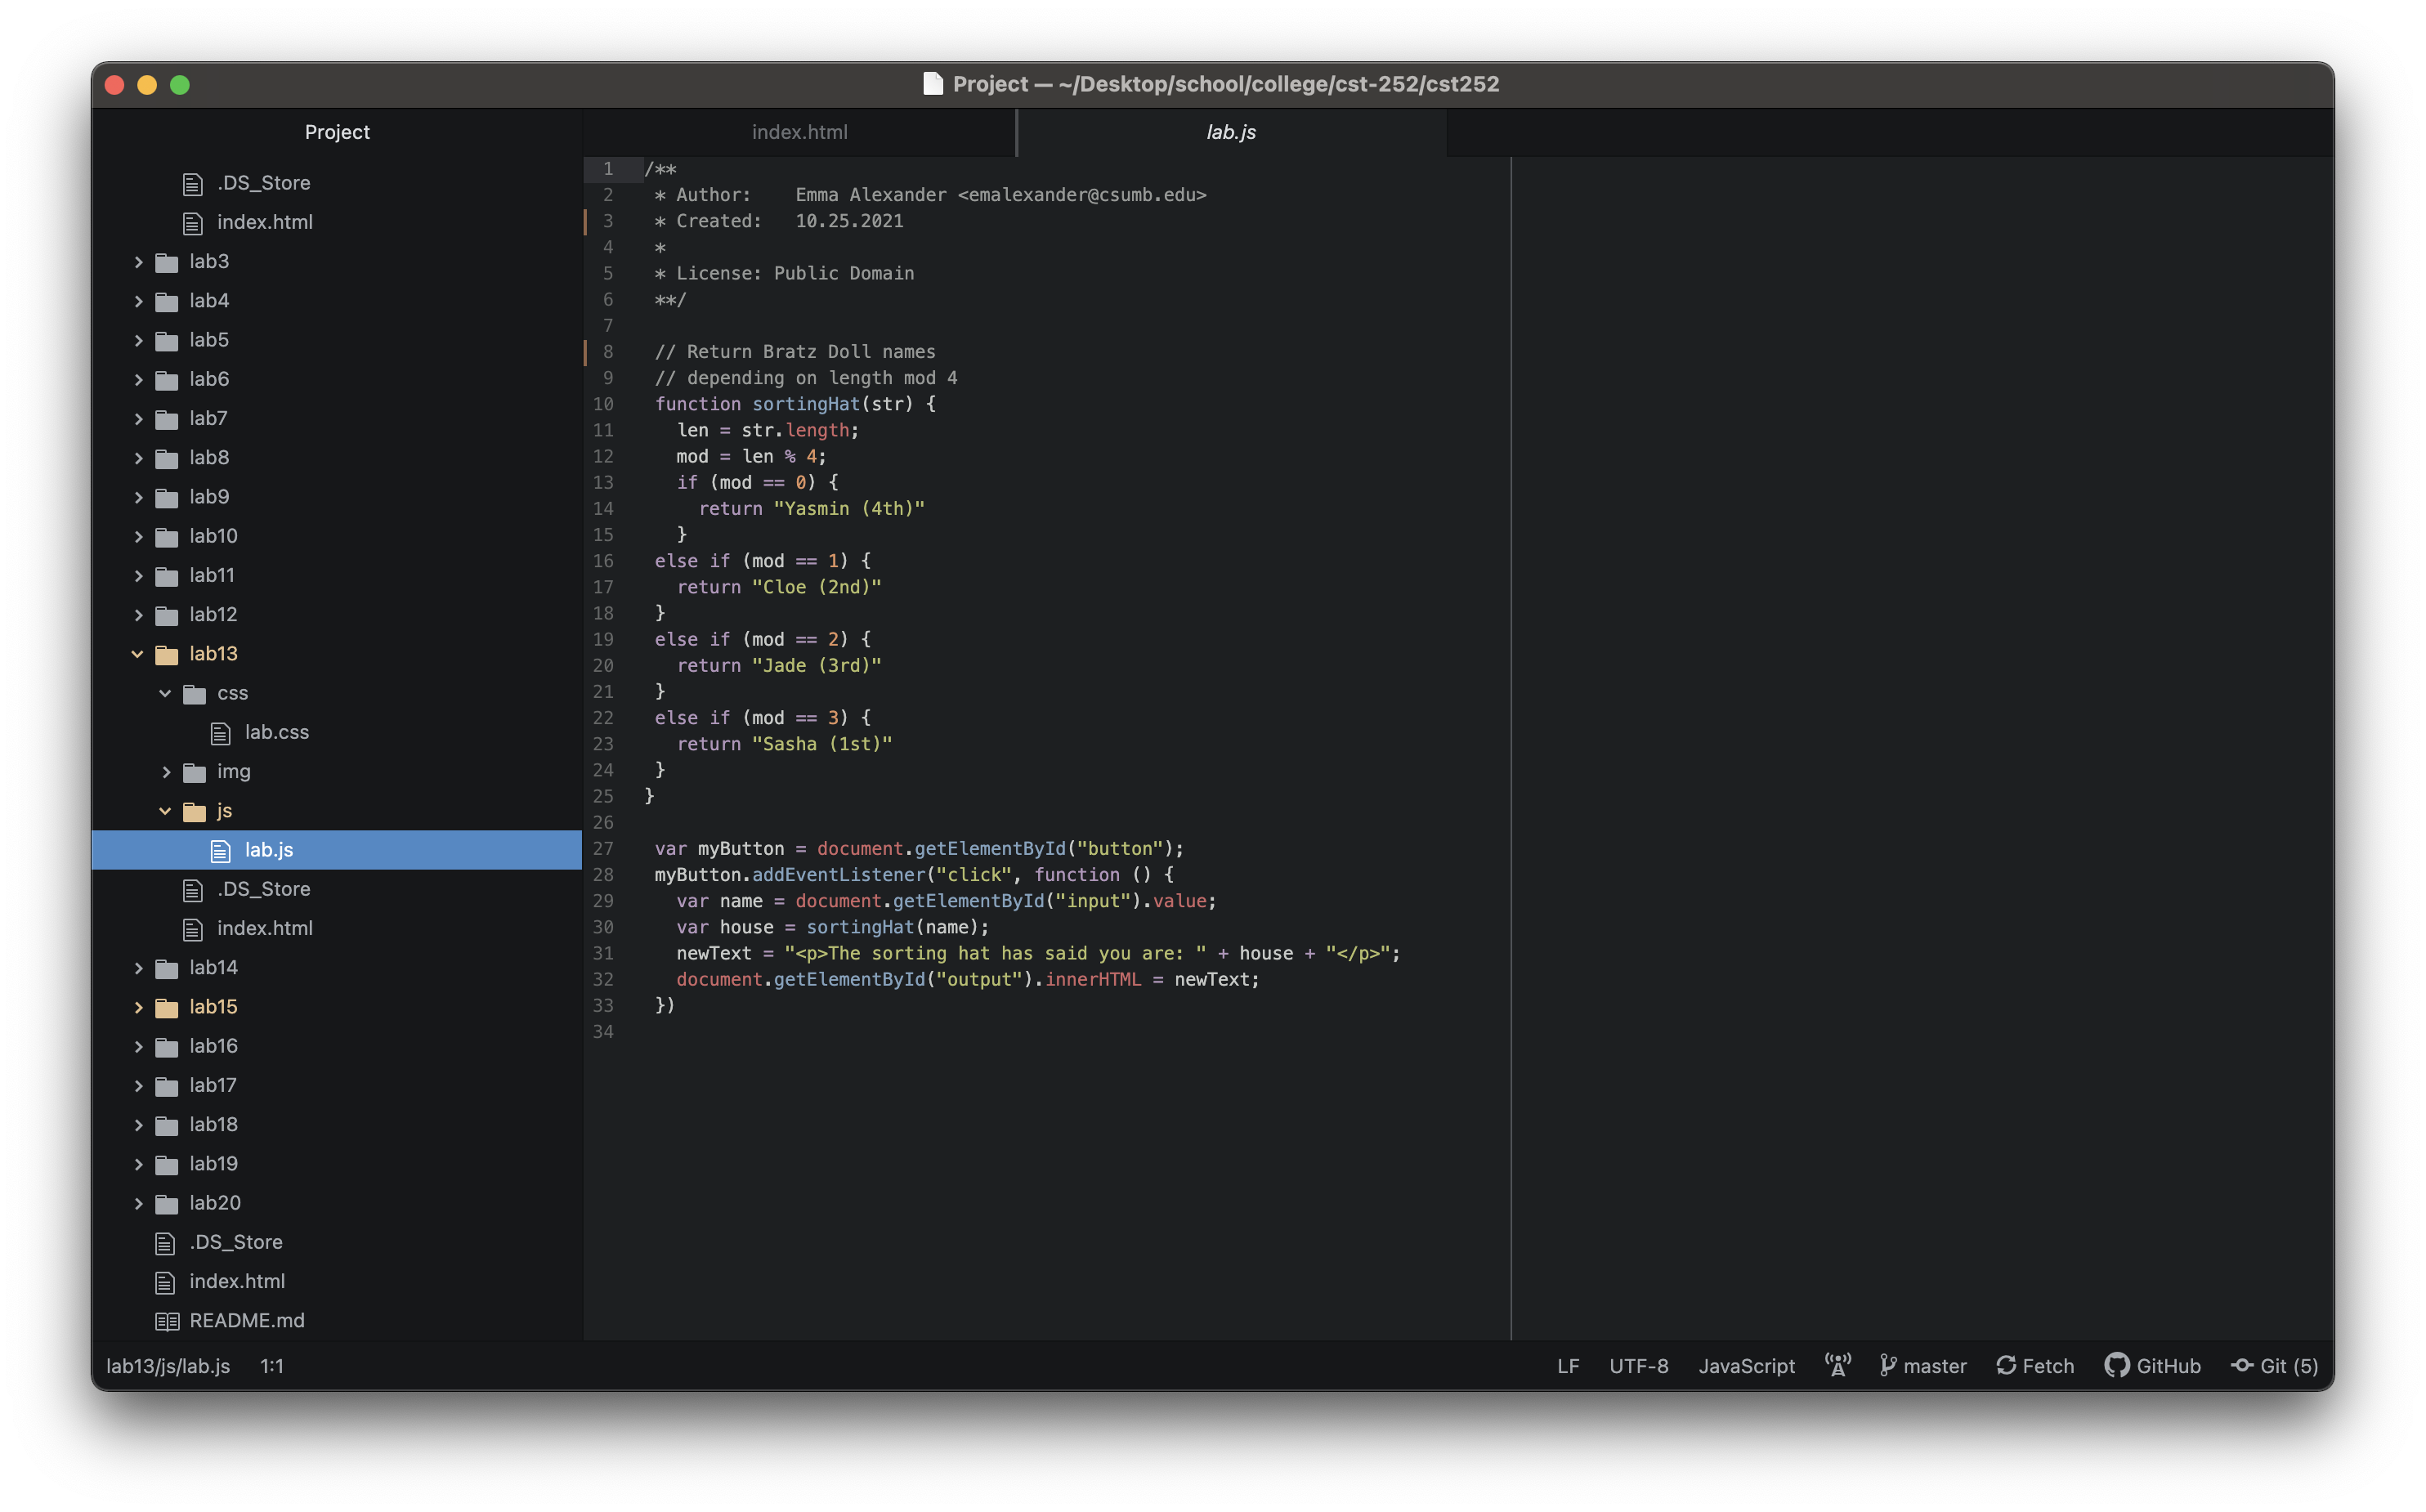 Project — ~/Desktop/school/college/cst-252/cst252
Project
.DS_Store
index.html
lab3
lab4
lab5
lab6
lab7
lab8
lab9
lab10
lab11
lab12
lab13
css
lab.css
img
js
lab.js
.DS_Store
index.html
lab14
lab15
lab16
lab17
lab18
lab19
lab20
.DS_Store
index.html
README.md
index.html
lab.js
1 /**
2  * Author:    Emma Alexander <emalexander@csumb.edu>
3  * Created:   10.25.2021
4  *
5  * License: Public Domain
6  **/
7
8  // Return Bratz Doll names
9  // depending on length mod 4
10  function sortingHat(str) {
11    len = str.length;
12    mod = len % 4;
13    if (mod == 0) {
14      return "Yasmin (4th)"
15    }
16  else if (mod == 1) {
17    return "Cloe (2nd)"
18  }
19  else if (mod == 2) {
20    return "Jade (3rd)"
21  }
22  else if (mod == 3) {
23    return "Sasha (1st)"
24  }
25 }
26
27  var myButton = document.getElementById("button");
28  myButton.addEventListener("click", function () {
29    var name = document.getElementById("input").value;
30    var house = sortingHat(name);
31    newText = "<p>The sorting hat has said you are: " + house + "</p>";
32    document.getElementById("output").innerHTML = newText;
33  })
34
lab13/js/lab.js 1:1 LF UTF-8 JavaScript master Fetch GitHub Git (5)